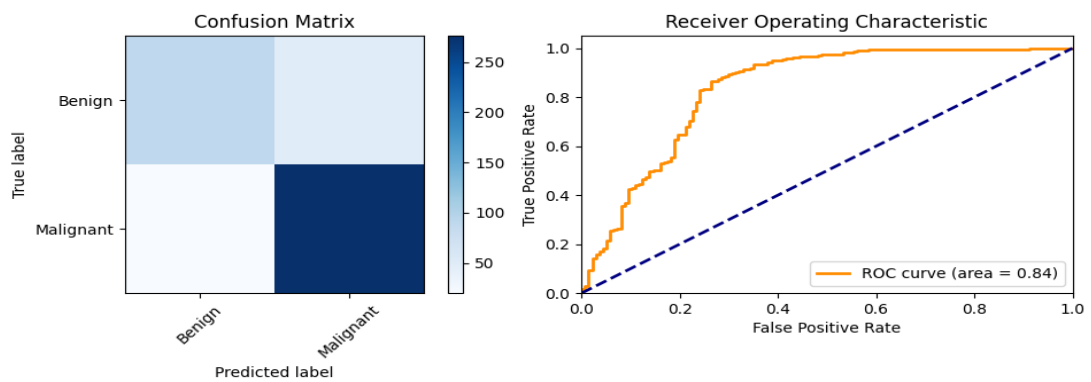 Confusion Matrix
True label
Benign
Malignant
Benign
Malignant
Predicted label
250
200
150
100
50
Receiver Operating Characteristic
True Positive Rate
1.0
0.8
0.6
0.4
0.2
0.0
0.0
0.2
0.4
0.6
0.8
1.0
False Positive Rate
ROC curve (area = 0.84)